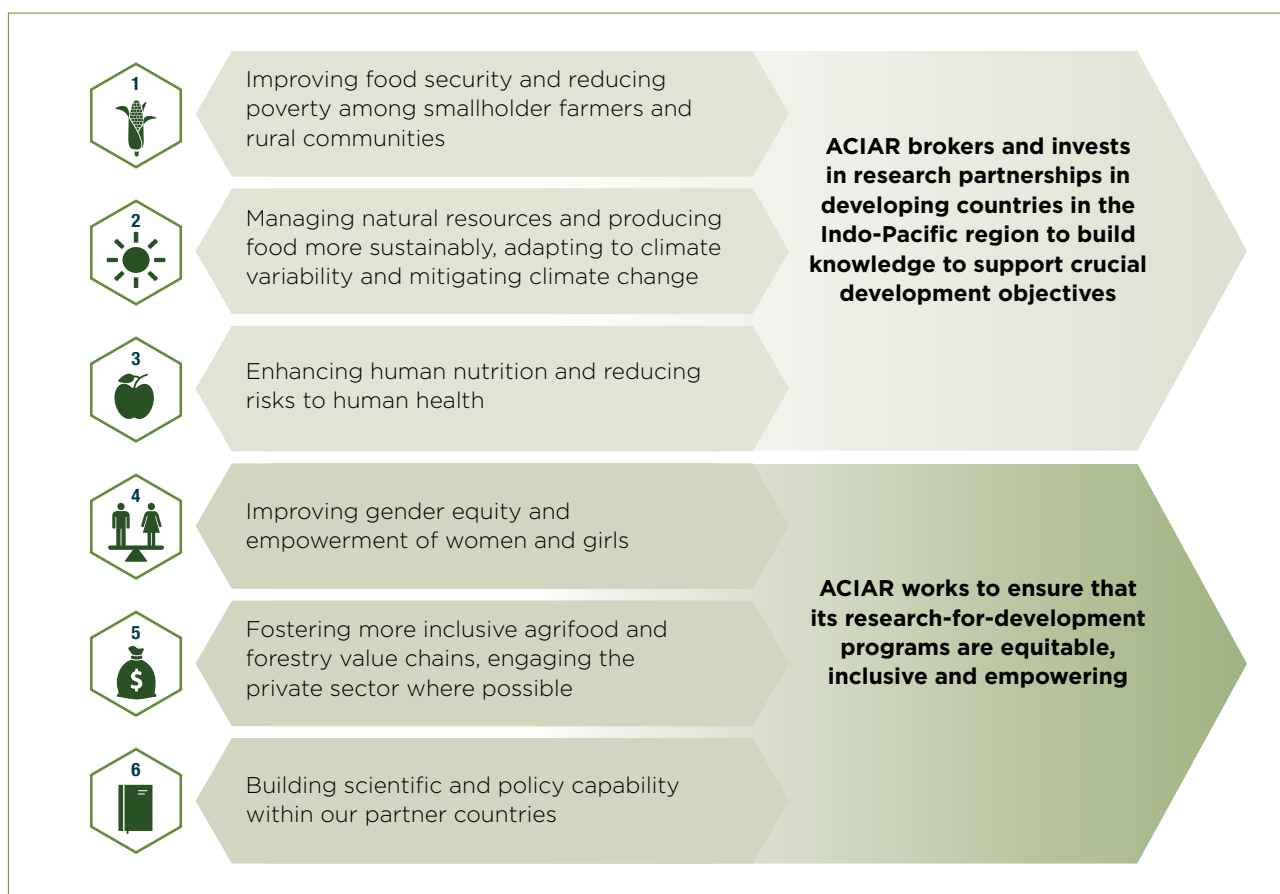 1
Improving food security and reducing
poverty among smallholder farmers and
rural communities
2
Managing natural resources and producing
food more sustainably, adapting to climate
variability and mitigating climate change
3
Enhancing human nutrition and reducing
risks to human health
ACIAR brokers and invests
in research partnerships in
developing countries in the
Indo-Pacific region to build
knowledge to support crucial
development objectives
4
Improving gender equity and
empowerment of women and girls
5
$
Fostering more inclusive agrifood and
forestry value chains, engaging the
private sector where possible
6
Building scientific and policy capability
within our partner countries
ACIAR works to ensure that
its research-for-development
programs are equitable,
inclusive and empowering